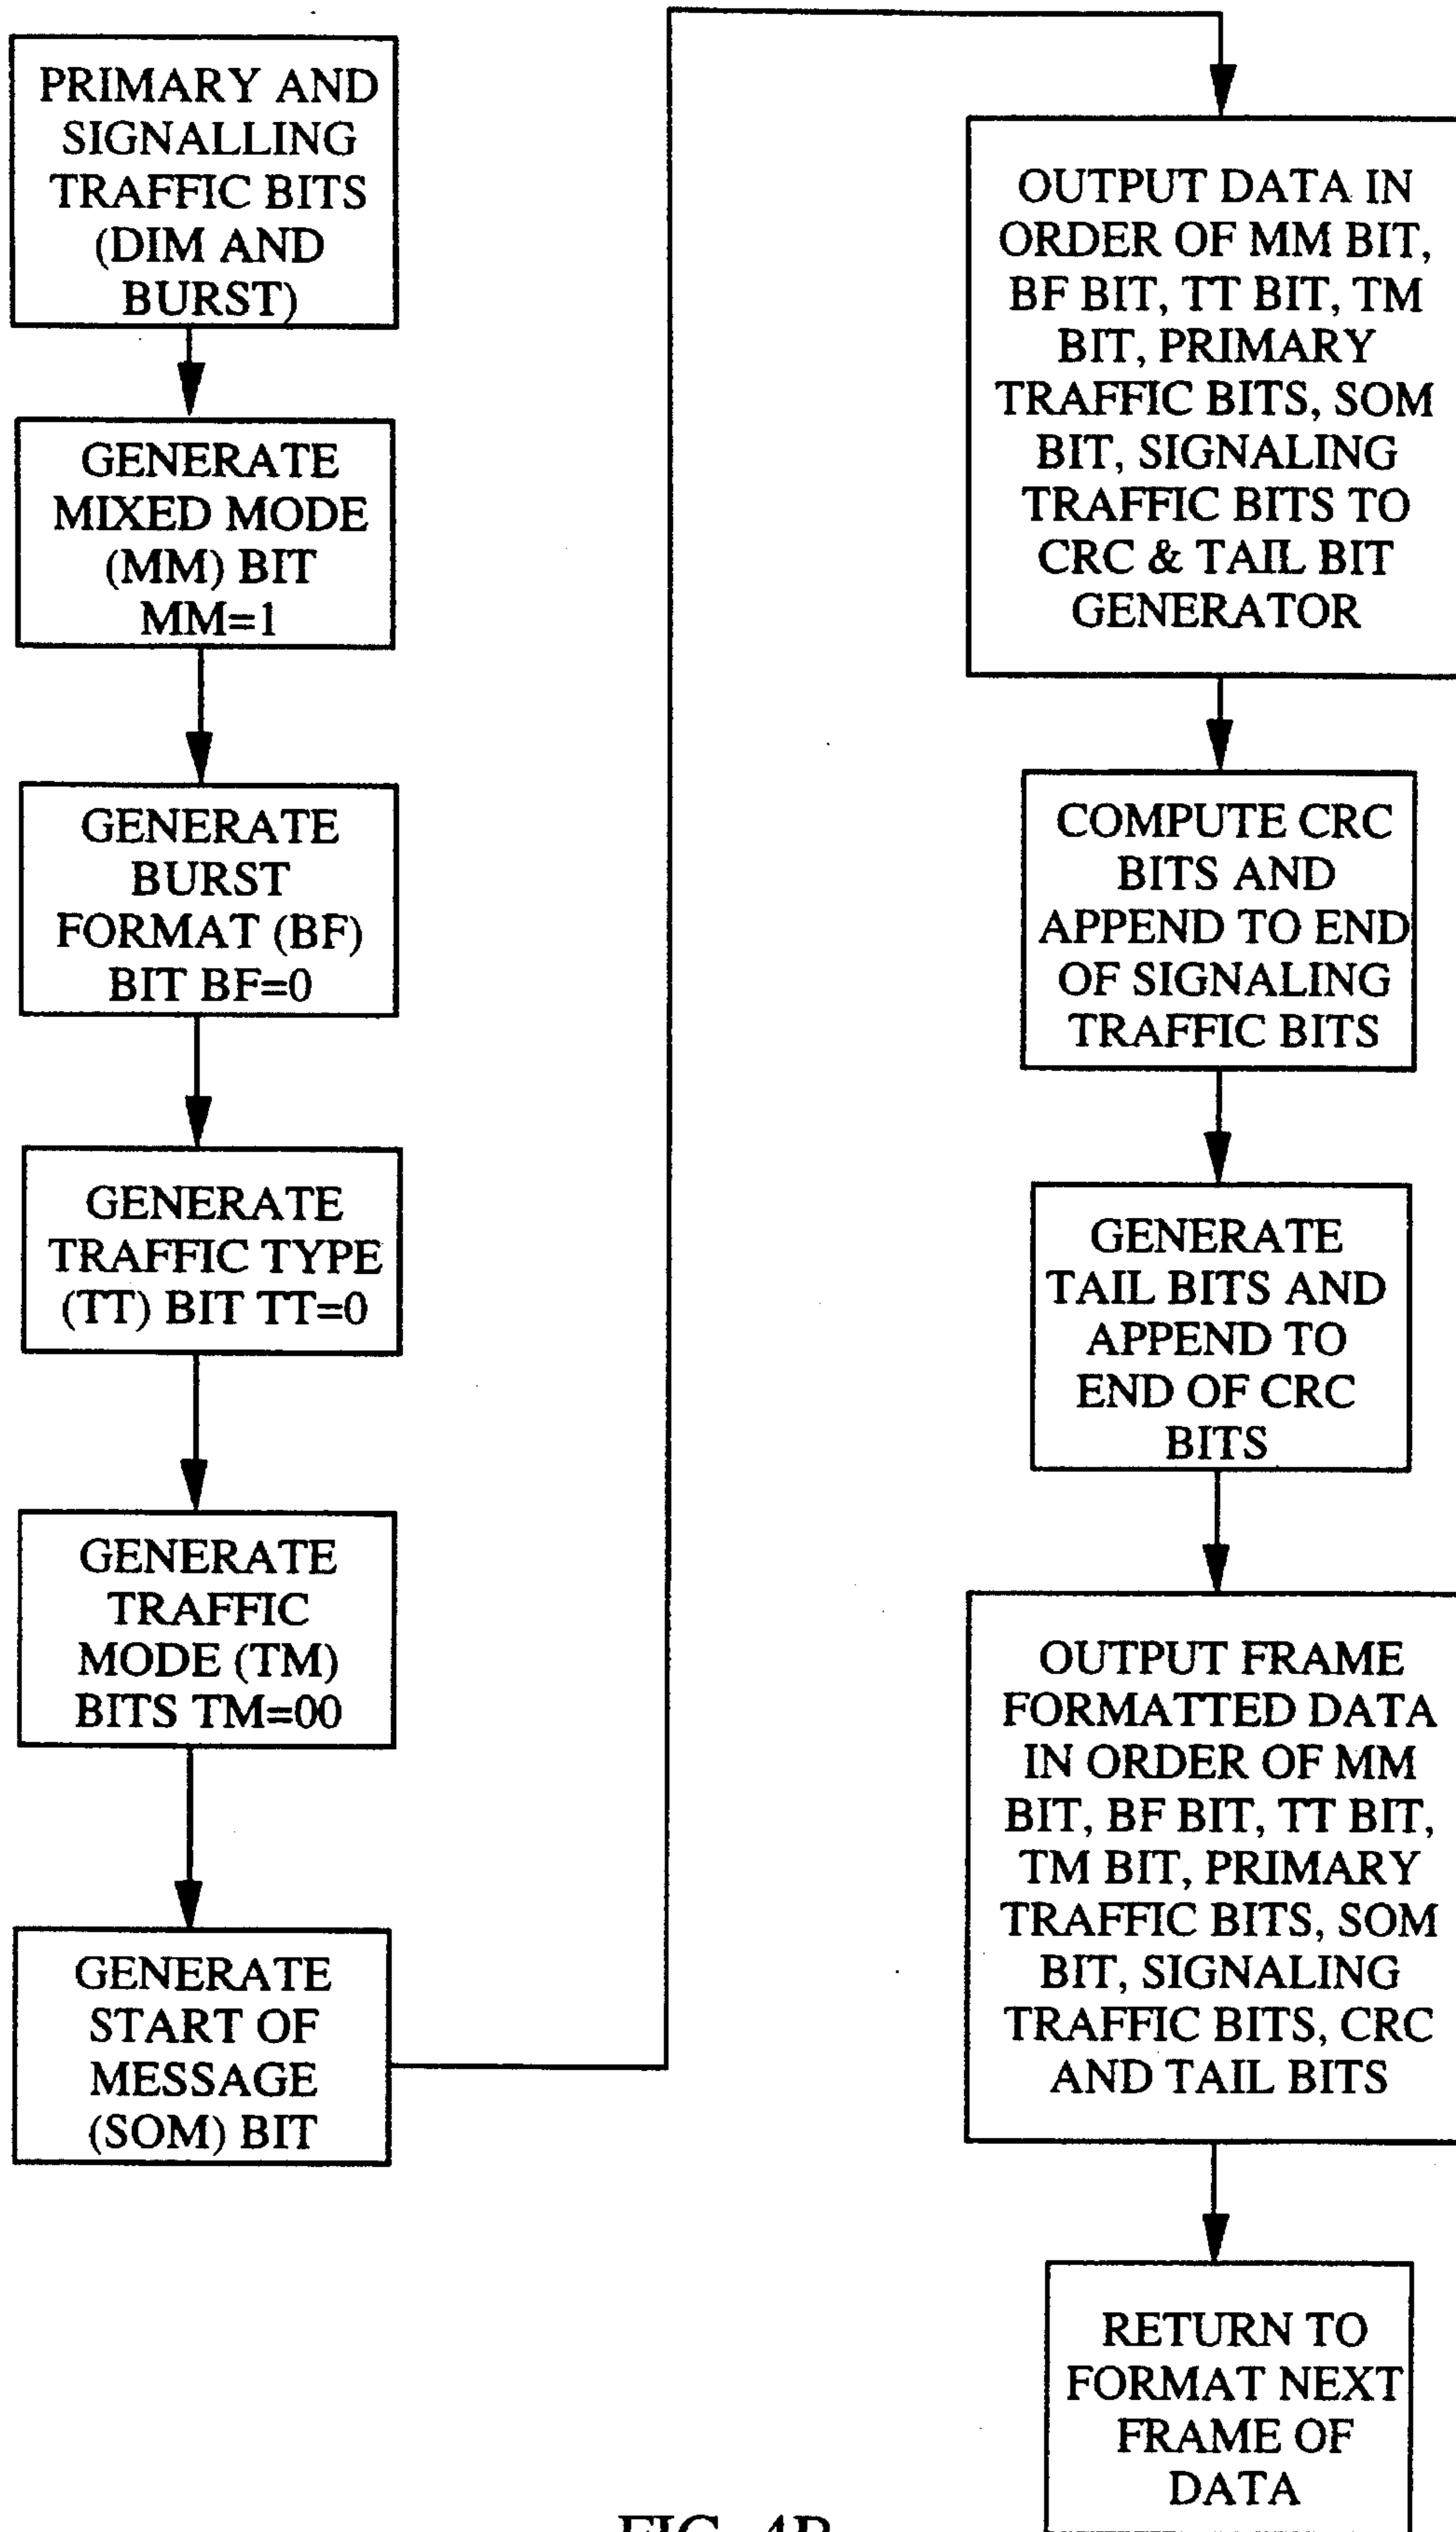 PRIMARY AND
SIGNALLING
TRAFFIC BITS
(DIM AND
BURST)
GENERATE
MIXED MODE
(MM) BIT
MM=1
GENERATE
BURST
FORMAT (BF)
BIT BF=0
GENERATE
TRAFFIC TYPE
(TT) BIT TT=0
GENERATE
TRAFFIC
MODE (TM)
BITS TM=00
GENERATE
START OF
MESSAGE
(SOM) BIT
OUTPUT DATA IN
ORDER OF MM BIT,
BF BIT, TT BIT, TM
BIT, PRIMARY
TRAFFIC BITS, SOM
BIT, SIGNALING
TRAFFIC BITS TO
CRC & TAIL BIT
GENERATOR
COMPUTE CRC
BITS AND
APPEND TO END
OF SIGNALING
TRAFFIC BITS
GENERATE
TAIL BITS AND
APPEND TO
END OF CRC
BITS
OUTPUT FRAME
FORMATTED DATA
IN ORDER OF MM
BIT, BF BIT, TT BIT,
TM BIT, PRIMARY
TRAFFIC BITS, SOM
BIT, SIGNALING
TRAFFIC BITS, CRC
AND TAIL BITS
RETURN TO
FORMAT NEXT
FRAME OF
DATA
FIG. 4B